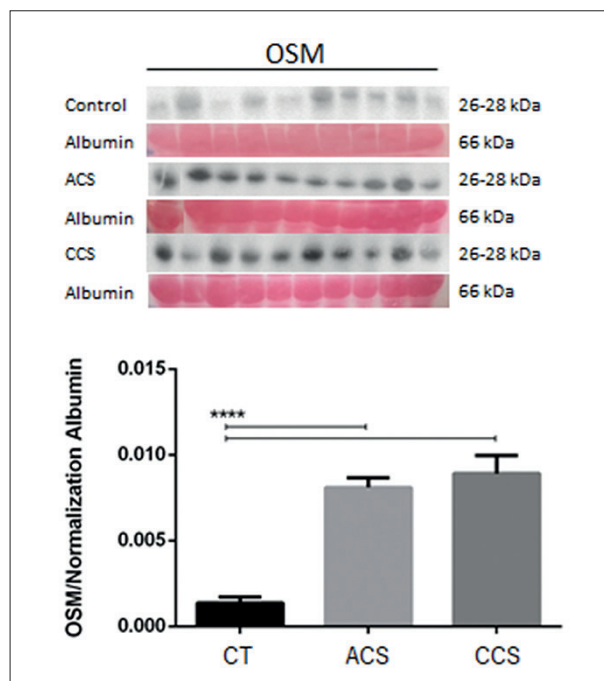 OSM
Control 26-28 kDa
Albumin 66 kDa
ACS 26-28 kDa
Albumin 66 kDa
CCS 26-28 kDa
Albumin 66 kDa
OSM/Normalization Albumin
0.015
****
0.010
0.005
0.000
CT ACS CCS